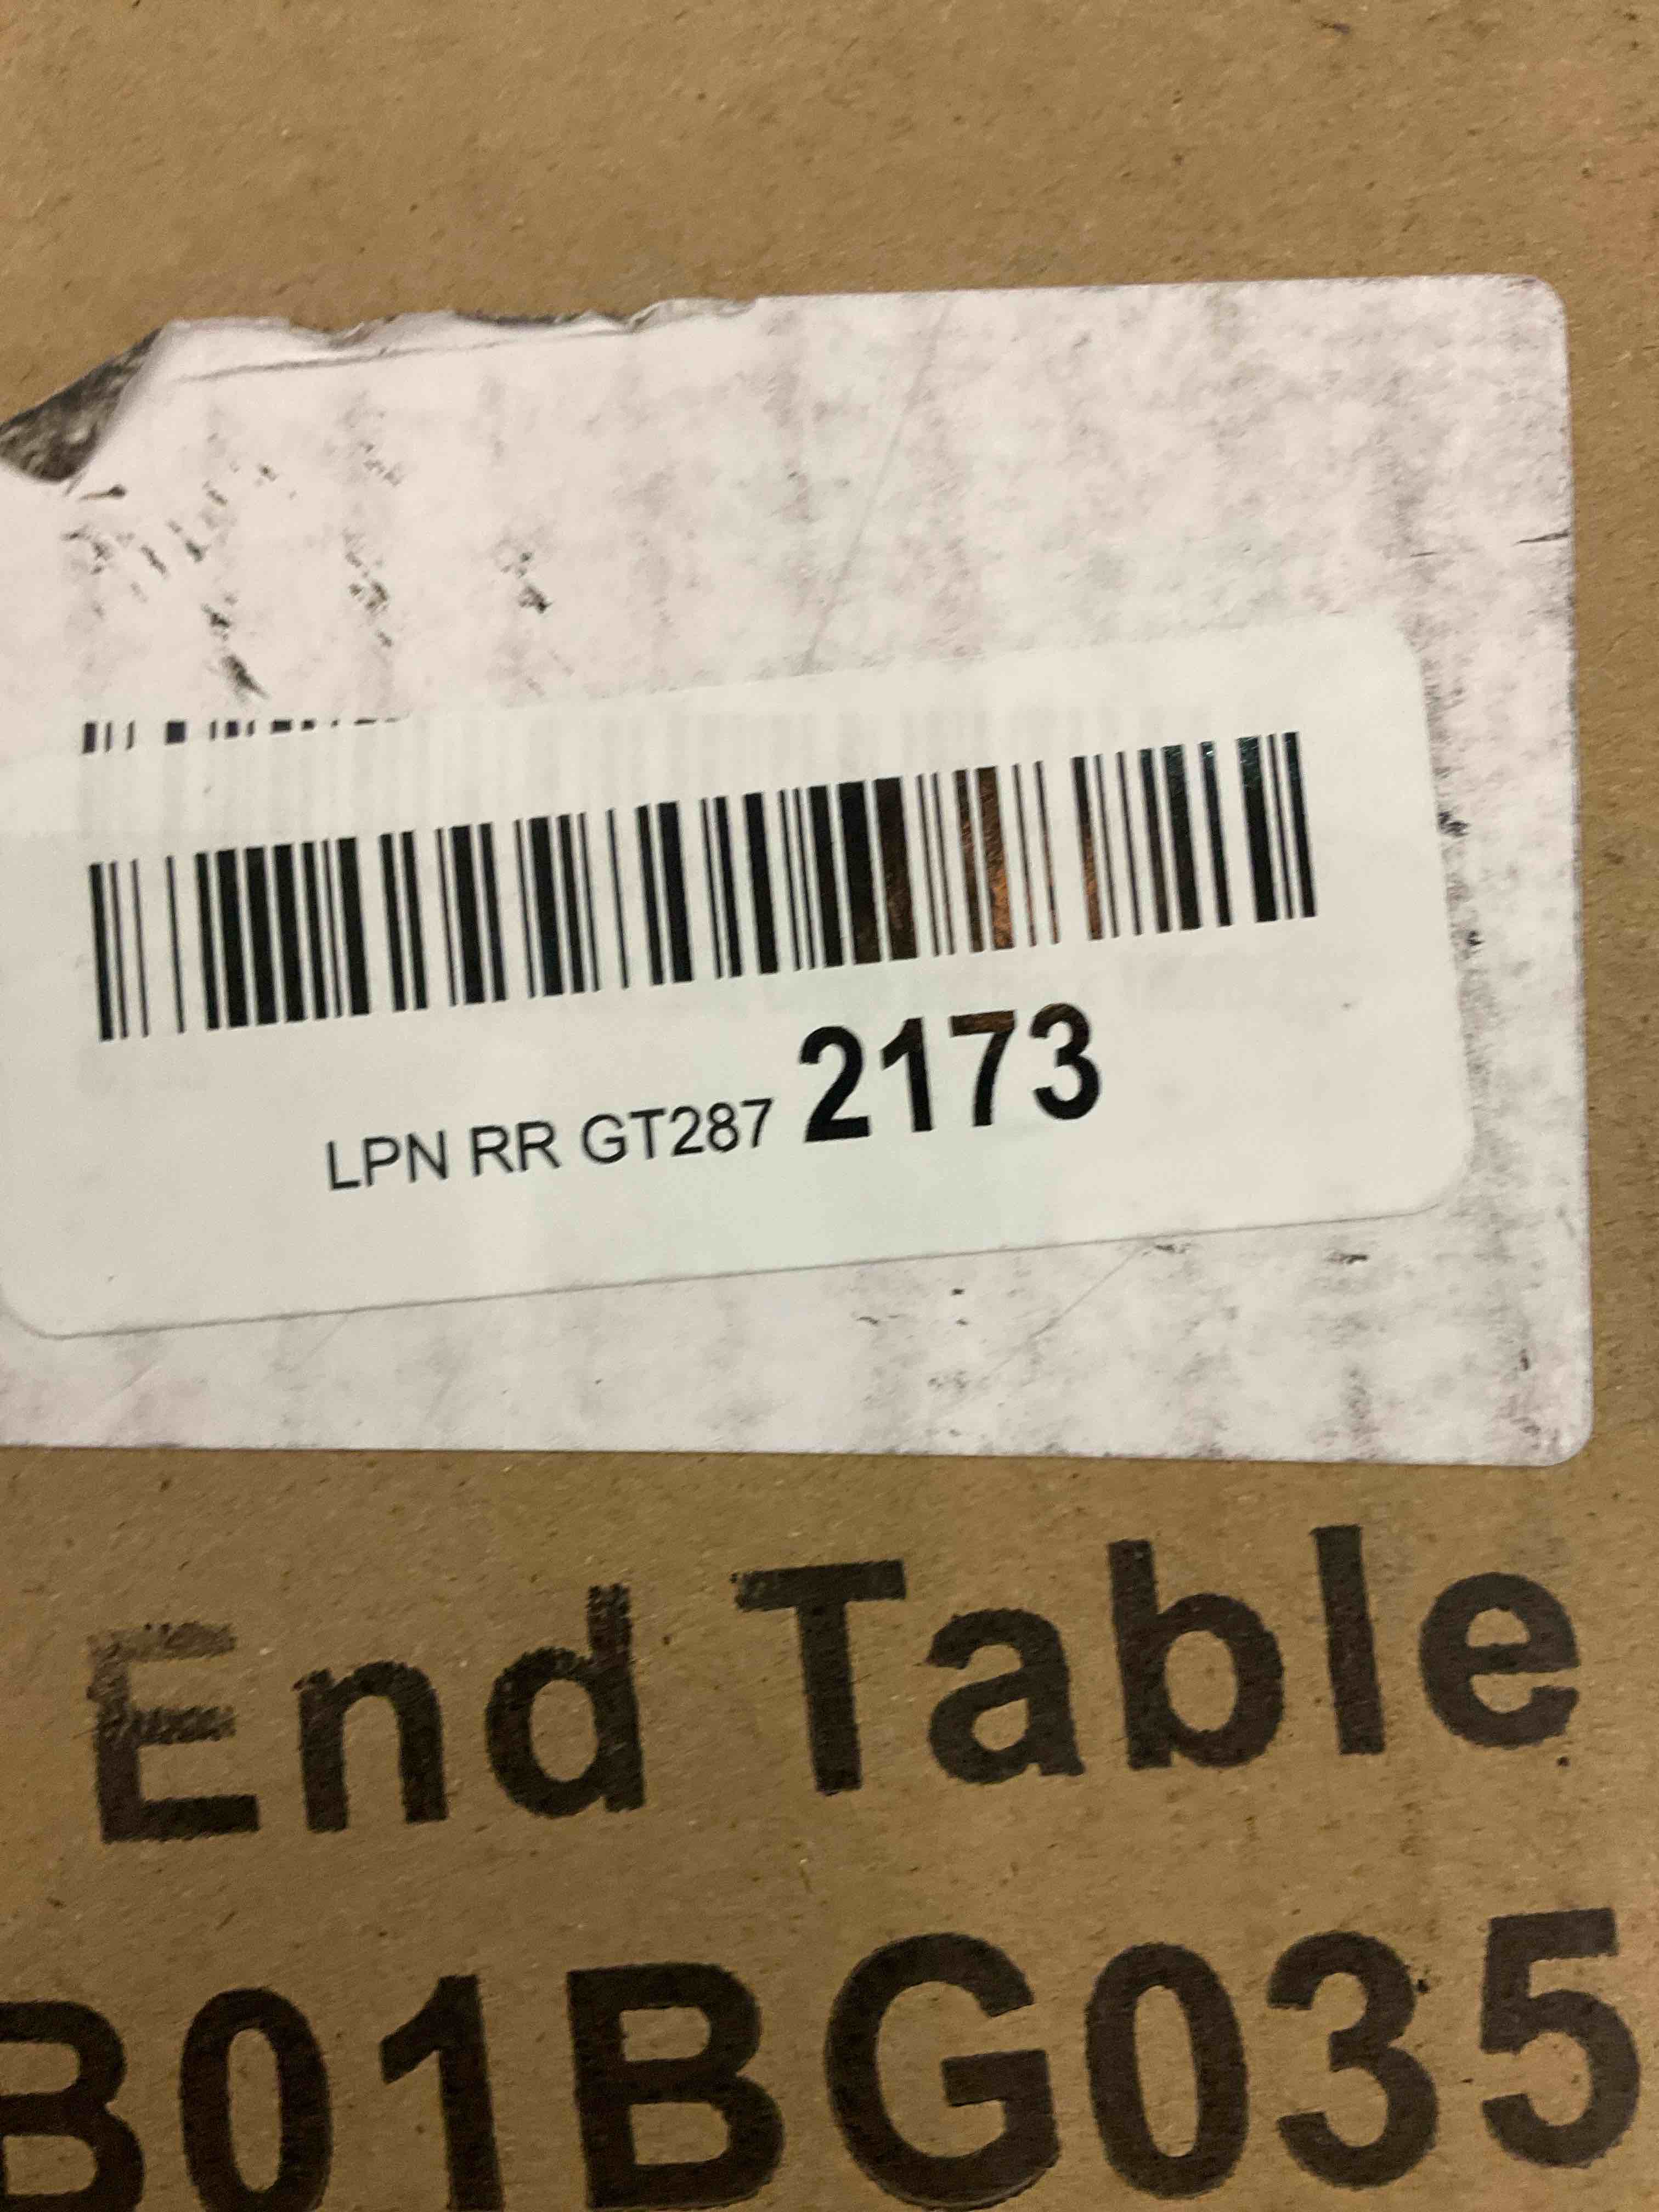 LPN RR GT287 2173
End Table
B01BG035